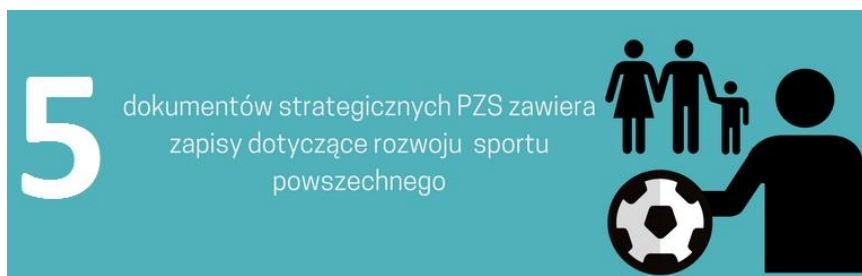 5
dokumentów strategicznych PZS zawiera
zapisy dotyczące rozwoju sportu
powszechnego